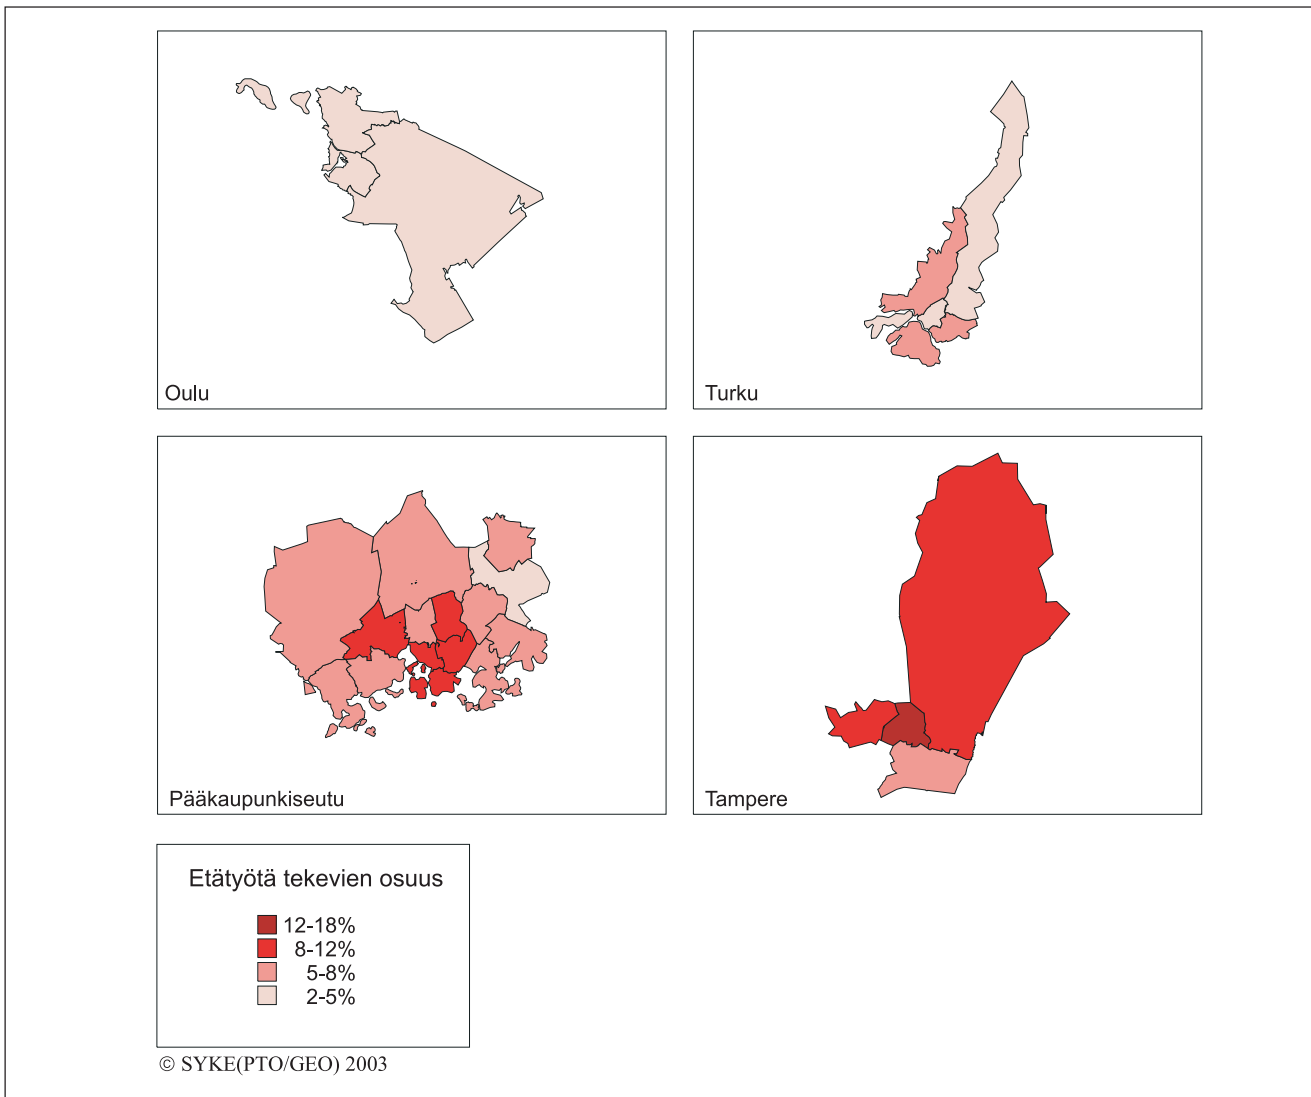 Oulu
Turku
Pääkaupunkiseutu
Tampere
Etätyötä tekevien osuus
12-18%
8-12%
5-8%
2-5%
© SYKE(PTO/GEO) 2003